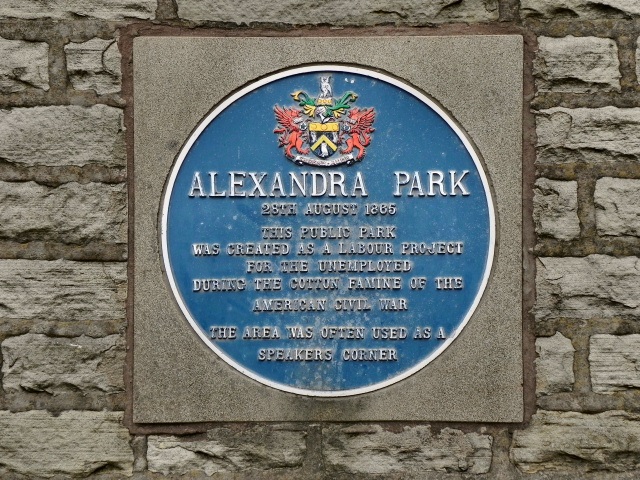 ALEXANDRA PARK
28TH AUGUST 1865
THIS PUBLIC PARK
WAS CREATED AS A LABOUR PROJECT
FOR THE UNEMPLOYED
DURING THE COTTON FAMINE OF THE
AMERICAN CIVIL WAR
THE AREA WAS OFTEN USED AS A
SPEAKERS CORNER